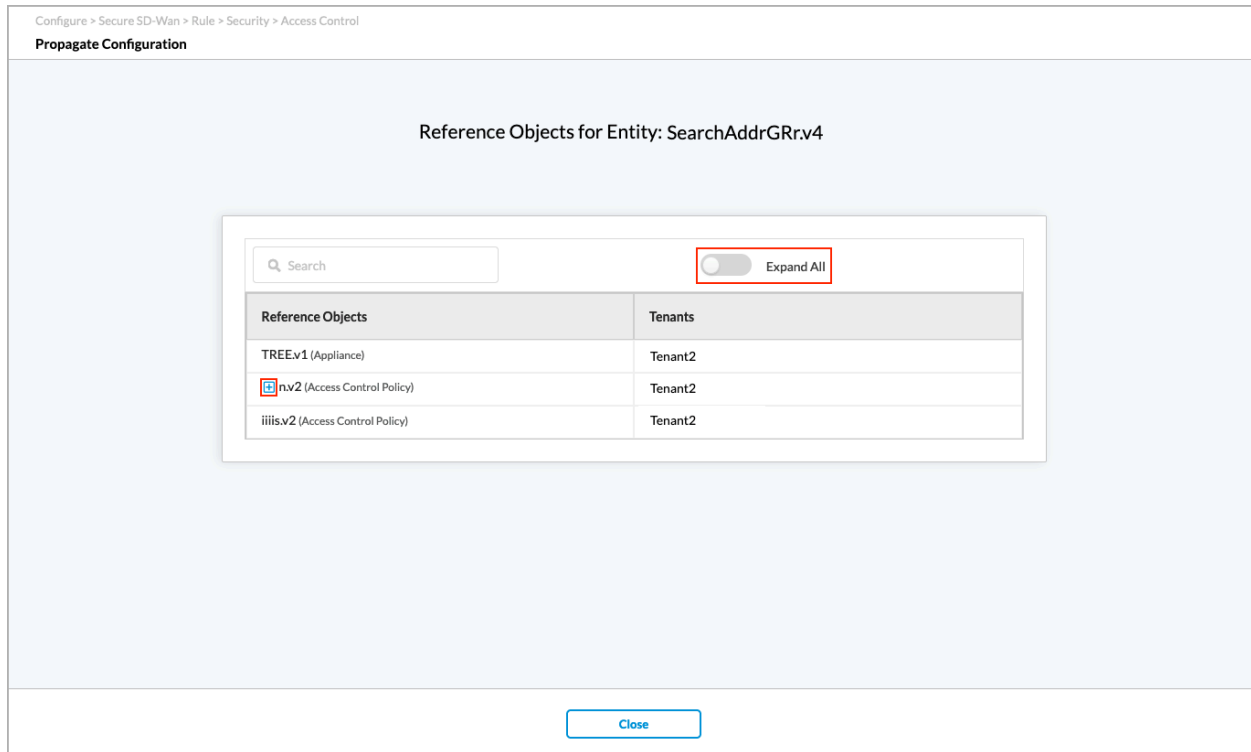 Configure > Secure SD-Wan > Rule > Security > Access Control
Propagate Configuration
Reference Objects for Entity: SearchAddrGRr.v4
Search
Expand All
Reference Objects Tenants
TREE.v1 (Appliance) Tenant2
n.v2 (Access Control Policy) Tenant2
iiiis.v2 (Access Control Policy) Tenant2
Close